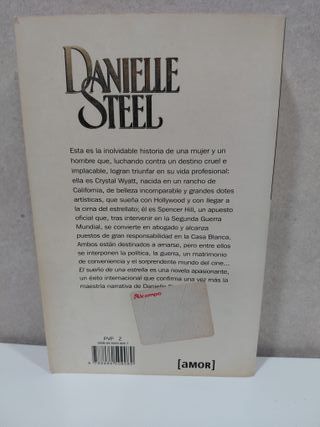 DANIELLE
STEEL
Esta es la inolvidable historia de una mujer y un
hombre que, luchando contra un destino cruel e
implacable, logran triunfar en su vida profesional:
ella es Crystal Wyatt, nacida en un rancho de
California, de belleza incomparable y grandes dotes
artísticas, que sueña con Hollywood y con llegar a
la cima del estrellato; él es Spencer Hill, un apuesto
oficial que, tras intervenir en la Segunda Guerra
Mundial, se convierte en abogado y alcanza
puestos de gran responsabilidad en la Casa Blanca.
Ambos están destinados a amarse, pero entre ellos
se interponen la política, la guerra, un matrimonio
de conveniencia y el sorprendente mundo del cine...
El sueño de una estrella es una novela apasionante,
un éxito internacional que confirma una vez más la
maestría narrativa de Danielle
Alcampo
PVP 2
[AMOR]